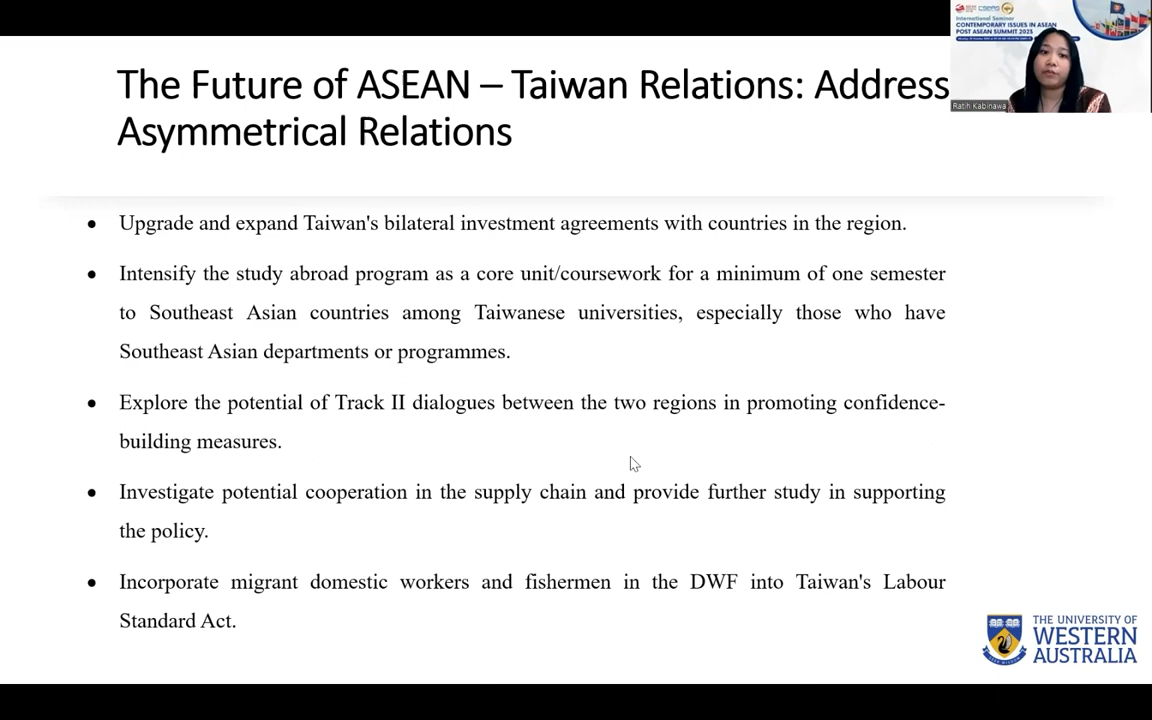 The Future of ASEAN – Taiwan Relations: Address
Asymmetrical Relations
International Seminar
CONTEMPORARY ISSUES IN ASEAN
POST ASEAN SUMMIT 2025
Ratih Kabinawa
• Upgrade and expand Taiwan's bilateral investment agreements with countries in the region.
• Intensify the study abroad program as a core unit/coursework for a minimum of one semester
to Southeast Asian countries among Taiwanese universities, especially those who have
Southeast Asian departments or programmes.
• Explore the potential of Track II dialogues between the two regions in promoting confidence-
building measures.
• Investigate potential cooperation in the supply chain and provide further study in supporting
the policy.
• Incorporate migrant domestic workers and fishermen in the DWF into Taiwan's Labour
Standard Act.
THE UNIVERSITY OF
WESTERN
AUSTRALIA